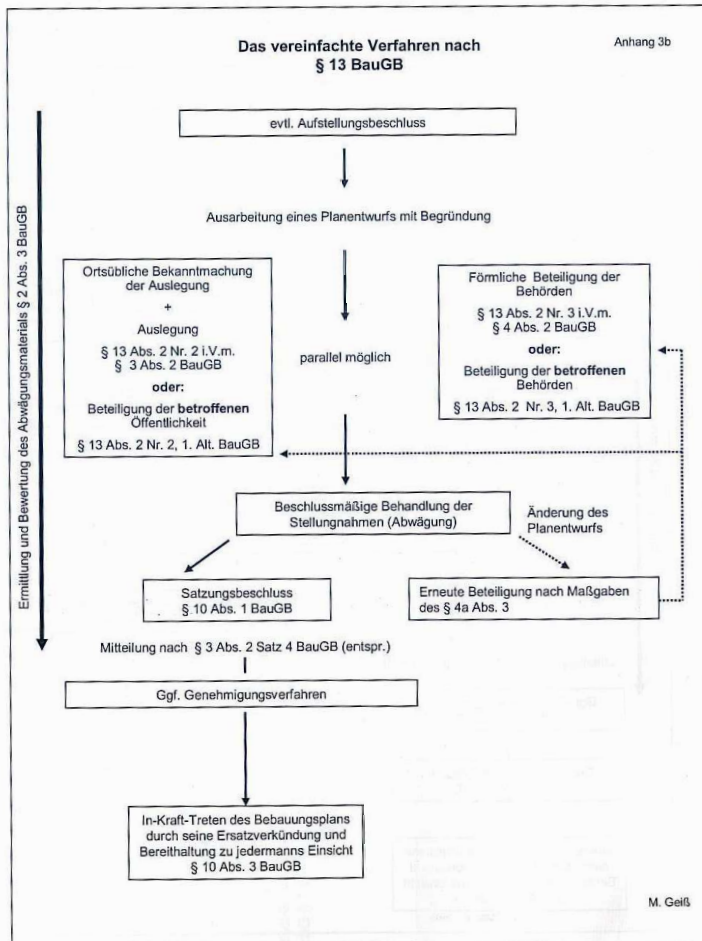 Das vereinfachte Verfahren nach
§ 13 BauGB
Anhang 3b
Ermittlung und Bewertung des Abwägungsmaterials § 2 Abs. 3 BauGB
evtl. Aufstellungsbeschluss
Ausarbeitung eines Planentwurfs mit Begründung
Ortsübliche Bekanntmachung
der Auslegung
+
Auslegung
§ 13 Abs. 2 Nr. 2 i.V.m.
§ 3 Abs. 2 BauGB
oder:
Beteiligung der betroffenen
Öffentlichkeit
§ 13 Abs. 2 Nr. 2, 1. Alt. BauGB
parallel möglich
Förmliche Beteiligung der
Behörden
§ 13 Abs. 2 Nr. 3 i.V.m.
§ 4 Abs. 2 BauGB
oder:
Beteiligung der betroffenen
Behörden
§ 13 Abs. 2 Nr. 3, 1. Alt. BauGB
Beschlussmäßige Behandlung der
Stellungnahmen (Abwägung)
Änderung des
Planentwurfs
Satzungsbeschluss
§ 10 Abs. 1 BauGB
Erneute Beteiligung nach Maßgaben
des § 4a Abs. 3
Mitteilung nach § 3 Abs. 2 Satz 4 BauGB (entspr.)
Ggf. Genehmigungsverfahren
In-Kraft-Treten des Bebauungsplans
durch seine Ersatzverkündung und
Bereithaltung zu jedermanns Einsicht
§ 10 Abs. 3 BauGB
M. Geiß